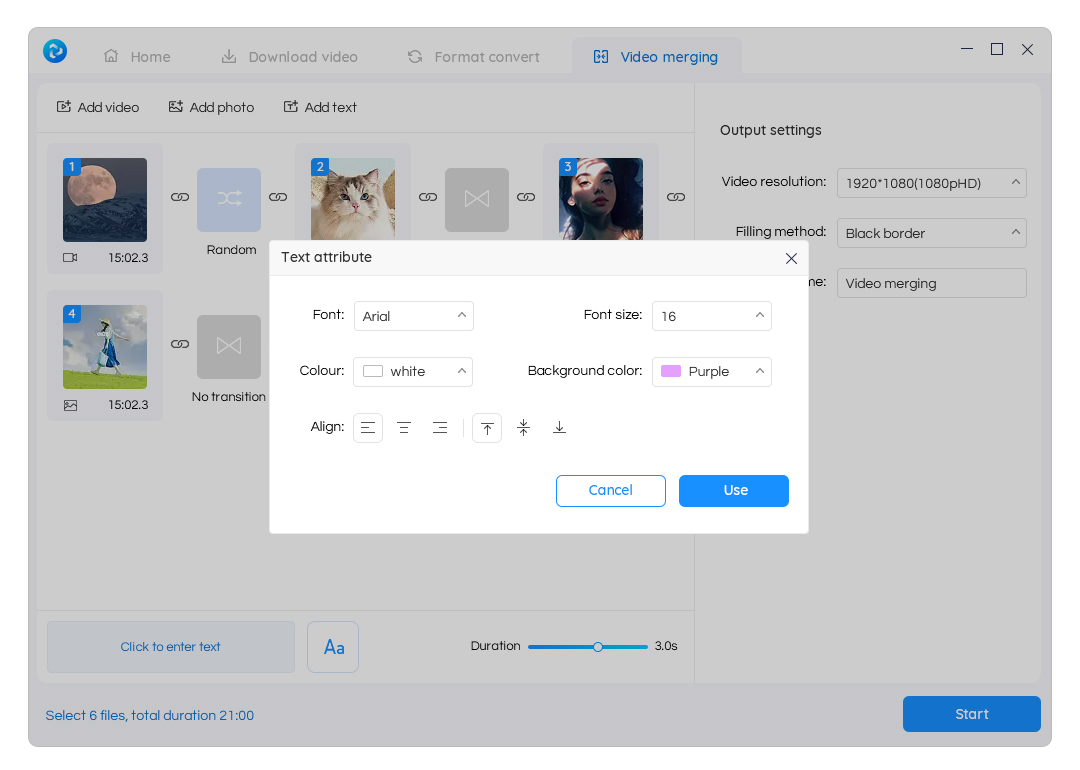 Home
Download video
Format convert
Video merging
Add video
Add photo
Add text
Output settings
1
2
3
Video resolution:
1920*1080(1080pHD)
Random
15:02.3
Filling method:
Black border
Text attribute
me:
Video merging
Font:
Arial
Font size:
16
4
Colour:
white
Background color:
Purple
No transition
15:02.3
Align:
Cancel
Use
Click to enter text
Aa
Duration
3.0s
Select 6 files, total duration 21:00
Start